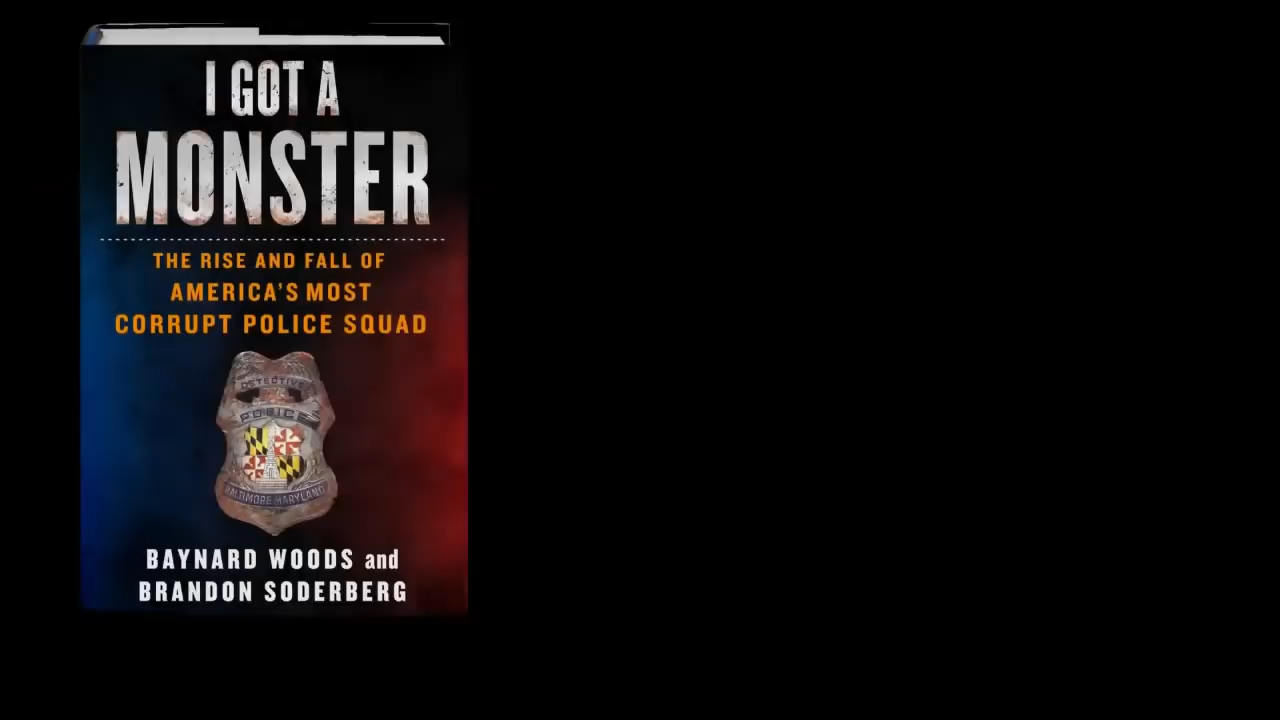 I GOT A
MONSTER
THE RISE AND FALL OF
AMERICA'S MOST
CORRUPT POLICE SQUAD
DETECTIVE
POLICE
BALTIMORE MARYLAND
BAYNARD WOODS and
BRANDON SODERBERG